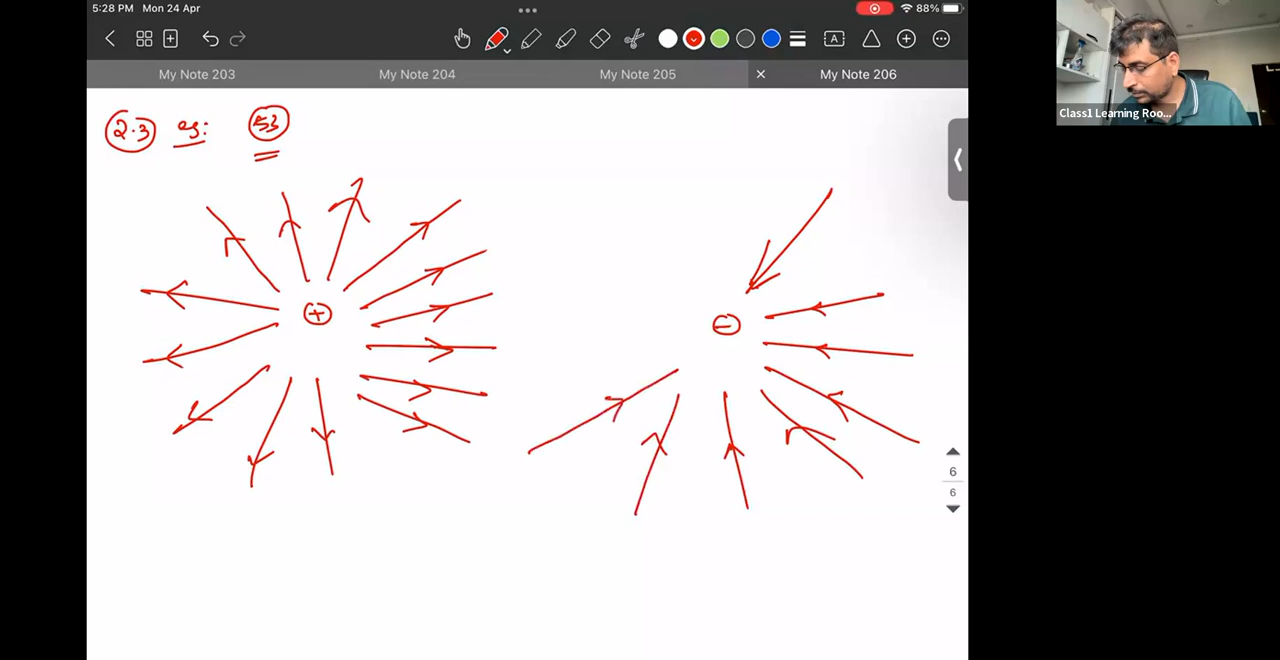 5:28 PM Mon 24 Apr
88%
A
My Note 203
My Note 204
My Note 205
My Note 206
Class1 Learning Roo...
2.3
53
+
−
6
6